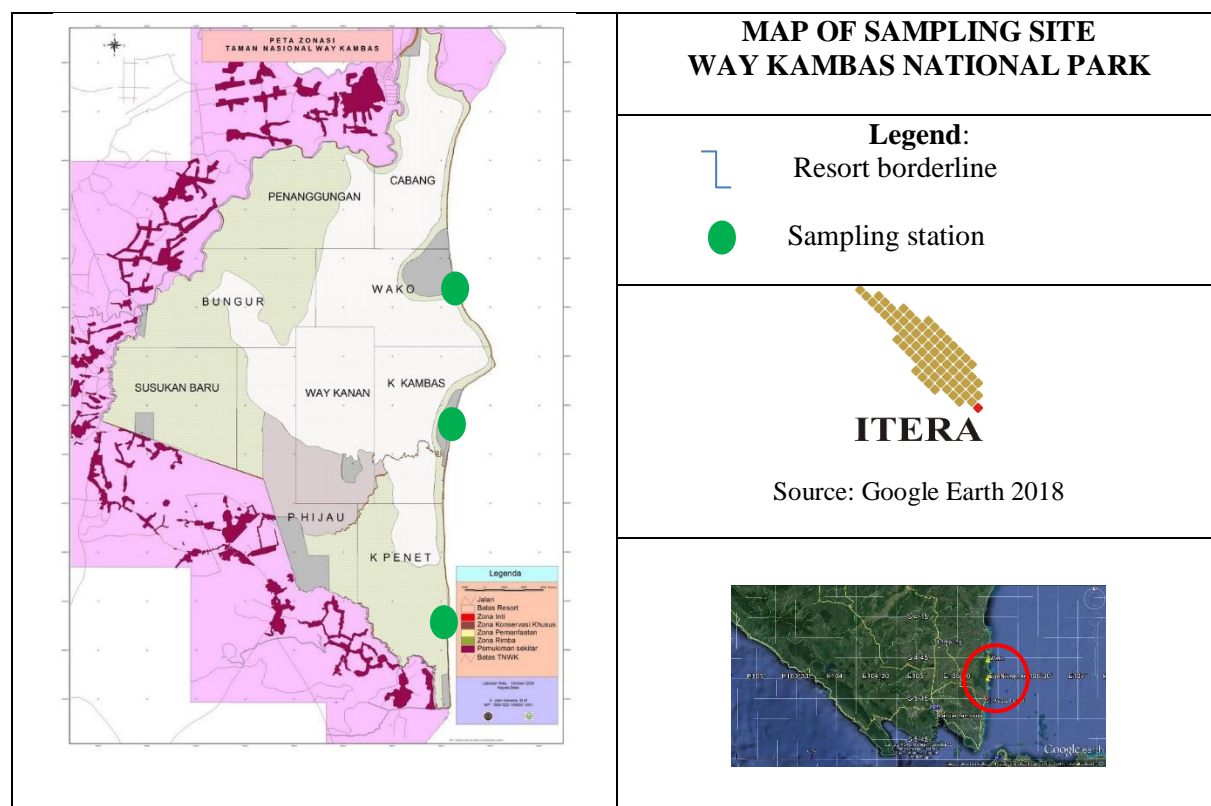 PETA ZONASI
TAMAN NASIONAL WAY KAMBAS
CABANG
PENANGGUNGAN
WAKO
BUNGUR
SUSUKAN BARU
WAY KANAN
K KAMBAS
P HIJAU
K PENET
Legenda
Jalan
Batas Resort
Zona Inti
Zona Konservasi Khusus
Zona Pemanfaatan
Zona Rimba
Pemukiman sekitar
Batas TNWK
MAP OF SAMPLING SITE
WAY KAMBAS NATIONAL PARK
Legend:
Resort borderline
Sampling station
ITERA
Source: Google Earth 2018
Google earth